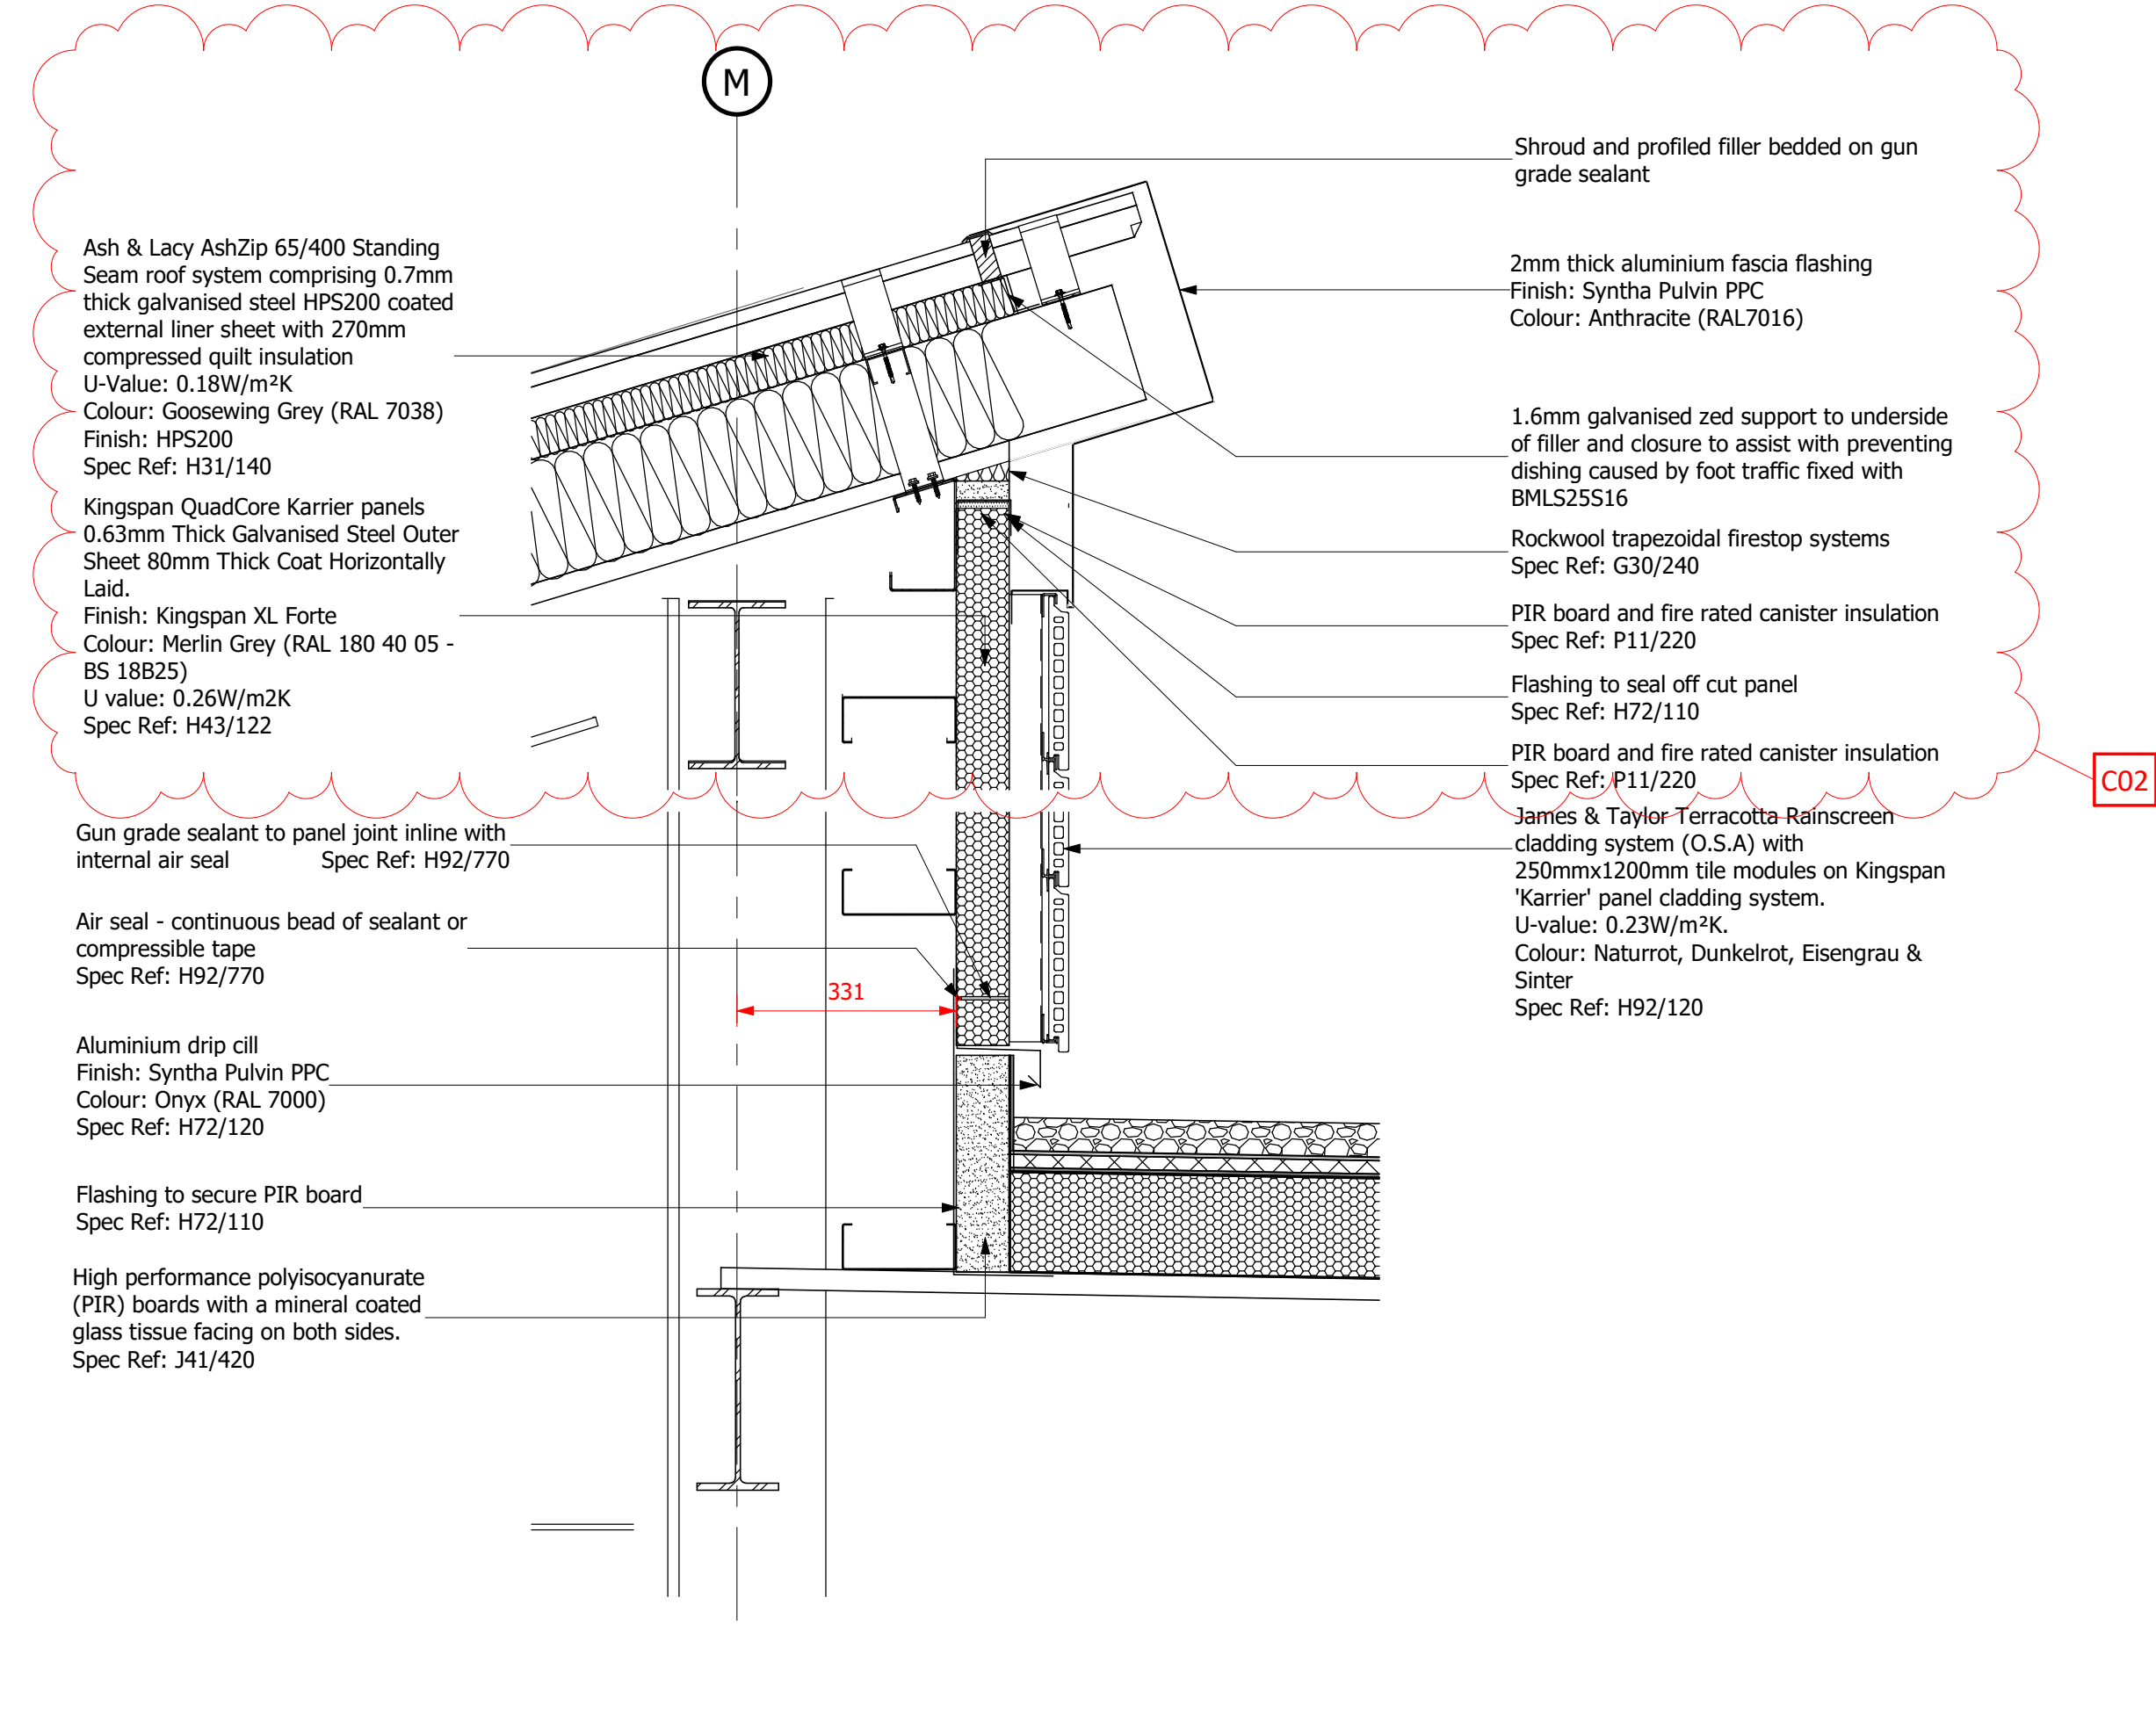 M
Ash & Lacy AshZip 65/400 Standing
Seam roof system comprising 0.7mm
thick galvanised steel HPS200 coated
external liner sheet with 270mm
compressed quilt insulation
U-Value: 0.18W/m²K
Colour: Goosewing Grey (RAL 7038)
Finish: HPS200
Spec Ref: H31/140
Kingspan QuadCore Karrier panels
0.63mm Thick Galvanised Steel Outer
Sheet 80mm Thick Coat Horizontally
Laid.
Finish: Kingspan XL Forte
Colour: Merlin Grey (RAL 180 40 05 -
BS 18B25)
U value: 0.26W/m2K
Spec Ref: H43/122
Gun grade sealant to panel joint inline with
internal air seal Spec Ref: H92/770
Air seal - continuous bead of sealant or
compressible tape
Spec Ref: H92/770
Aluminium drip cill
Finish: Syntha Pulvin PPC
Colour: Onyx (RAL 7000)
Spec Ref: H72/120
Flashing to secure PIR board
Spec Ref: H72/110
High performance polyisocyanurate
(PIR) boards with a mineral coated
glass tissue facing on both sides.
Spec Ref: J41/420
331
Shroud and profiled filler bedded on gun
grade sealant
2mm thick aluminium fascia flashing
Finish: Syntha Pulvin PPC
Colour: Anthracite (RAL7016)
1.6mm galvanised zed support to underside
of filler and closure to assist with preventing
dishing caused by foot traffic fixed with
BMLS25S16
Rockwool trapezoidal firestop systems
Spec Ref: G30/240
PIR board and fire rated canister insulation
Spec Ref: P11/220
Flashing to seal off cut panel
Spec Ref: H72/110
PIR board and fire rated canister insulation
Spec Ref: P11/220
James & Taylor Terracotta Rainscreen
cladding system (O.S.A) with
250mmx1200mm tile modules on Kingspan
'Karrier' panel cladding system.
U-value: 0.23W/m²K.
Colour: Naturrot, Dunkelrot, Eisengrau &
Sinter
Spec Ref: H92/120
C02